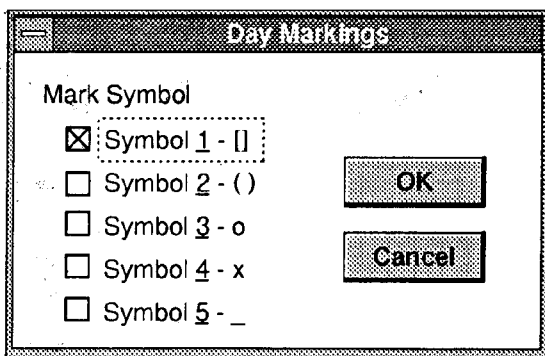 Day Markings
Mark Symbol
Symbol 1 - []
Symbol 2 - ( )
Symbol 3 - o
Symbol 4 - x
Symbol 5 - _
OK
Cancel